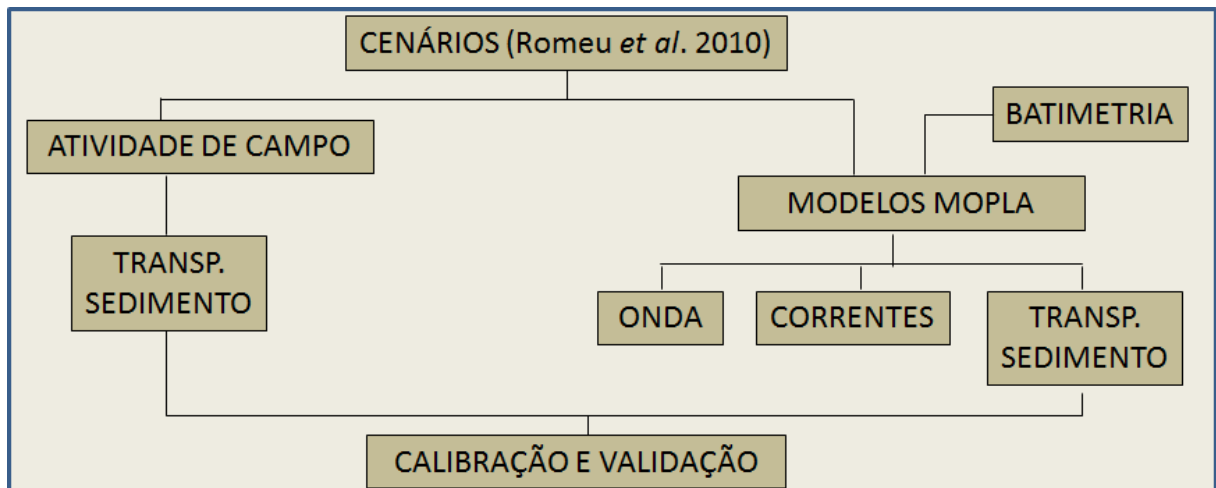 CENÁRIOS (Romeu et al. 2010)
BATIMETRIA
ATIVIDADE DE CAMPO
MODELOS MOPLA
TRANSP.
SEDIMENTO
ONDA
CORRENTES
TRANSP.
SEDIMENTO
CALIBRAÇÃO E VALIDAÇÃO